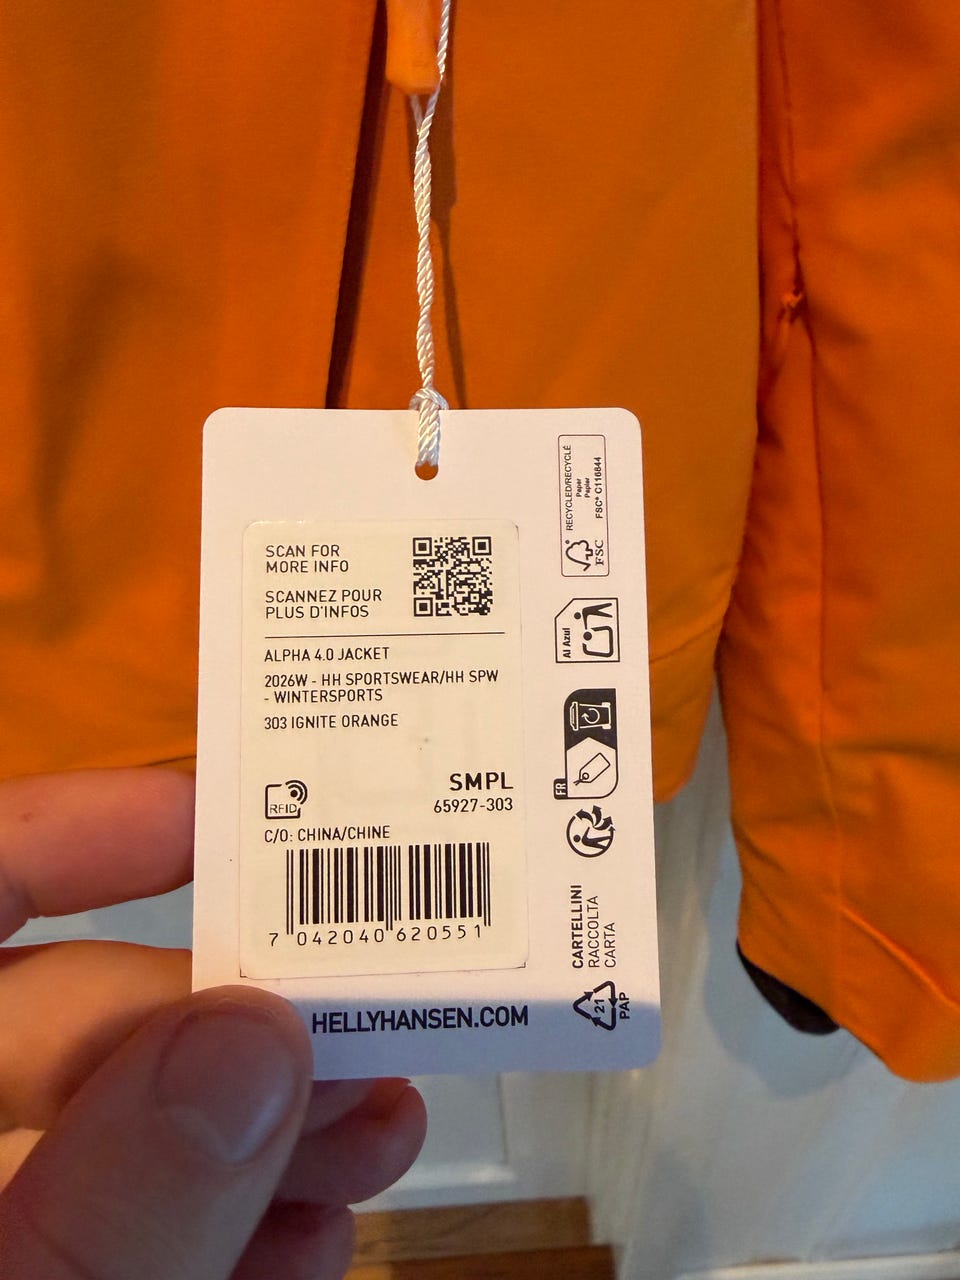 SCAN FOR
MORE INFO
SCANNEZ POUR
PLUS D'INFOS
ALPHA 4.0 JACKET
2026W - HH SPORTSWEAR/HH SPW
- WINTERSPORTS
303 IGNITE ORANGE
RFID
SMPL
65927-303
C/O: CHINA/CHINE
7 042040 620551
HELLYHANSEN.COM
RECYCLED/RECYCLÉ
Paper
Papier
FSC® C116844
FSC
Al Azul
FR
CARTELLINI
RACCOLTA
CARTA
21
PAP